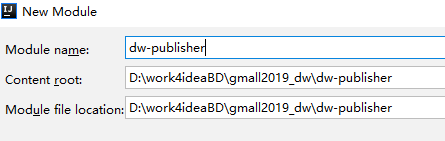 New Module
Module name: dw-publisher
Content root: D:\work4ideaBD\gmall2019_dw\dw-publisher
Module file location: D:\work4ideaBD\gmall2019_dw\dw-publisher